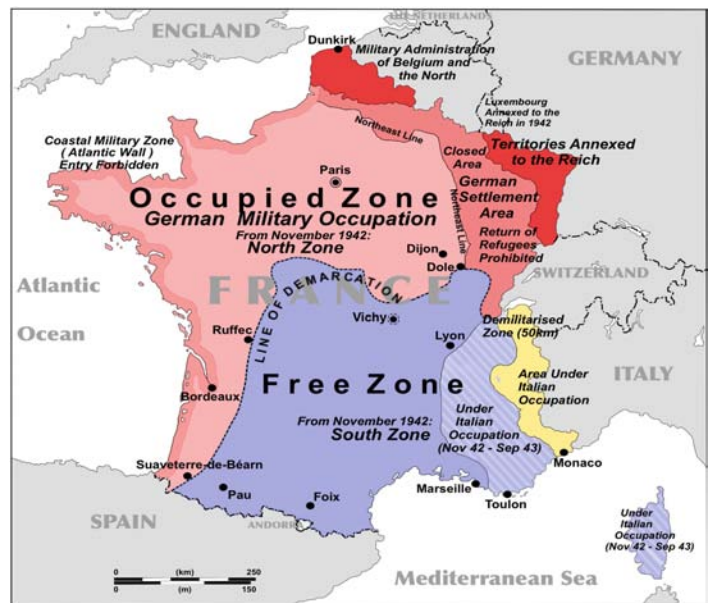 ENGLAND
THE NETHERLANDS
GERMANY
Dunkirk
Military Administration
of Belgium and
the North
Luxembourg
Annexed to the
Reich in 1942
Territories Annexed
to the Reich
Coastal Military Zone
( Atlantic Wall )
Entry Forbidden
Northeast Line
Closed
Area
German
Settlement
Area
Return of
Refugees
Prohibited
Northeast Line
Paris
Occupied Zone
German Military Occupation
From November 1942:
North Zone
Dijon
Dole
SWITZERLAND
Atlantic
Ocean
FRANCE
LINE OF DEMARCATION
Vichy
Demilitarised
Zone (50km)
Ruffec
Lyon
ITALY
Free Zone
Area Under
Italian
Occupation
Bordeaux
From November 1942:
South Zone
Under
Italian
Occupation
(Nov 42 - Sep 43)
Suaveterre-de-Béarn
Monaco
Pau
Foix
Marseille
Toulon
SPAIN
ANDORRA
Under
Italian
Occupation
(Nov 42 - Sep 43)
0 (km) 250
0 (m) 150
Mediterranean Sea